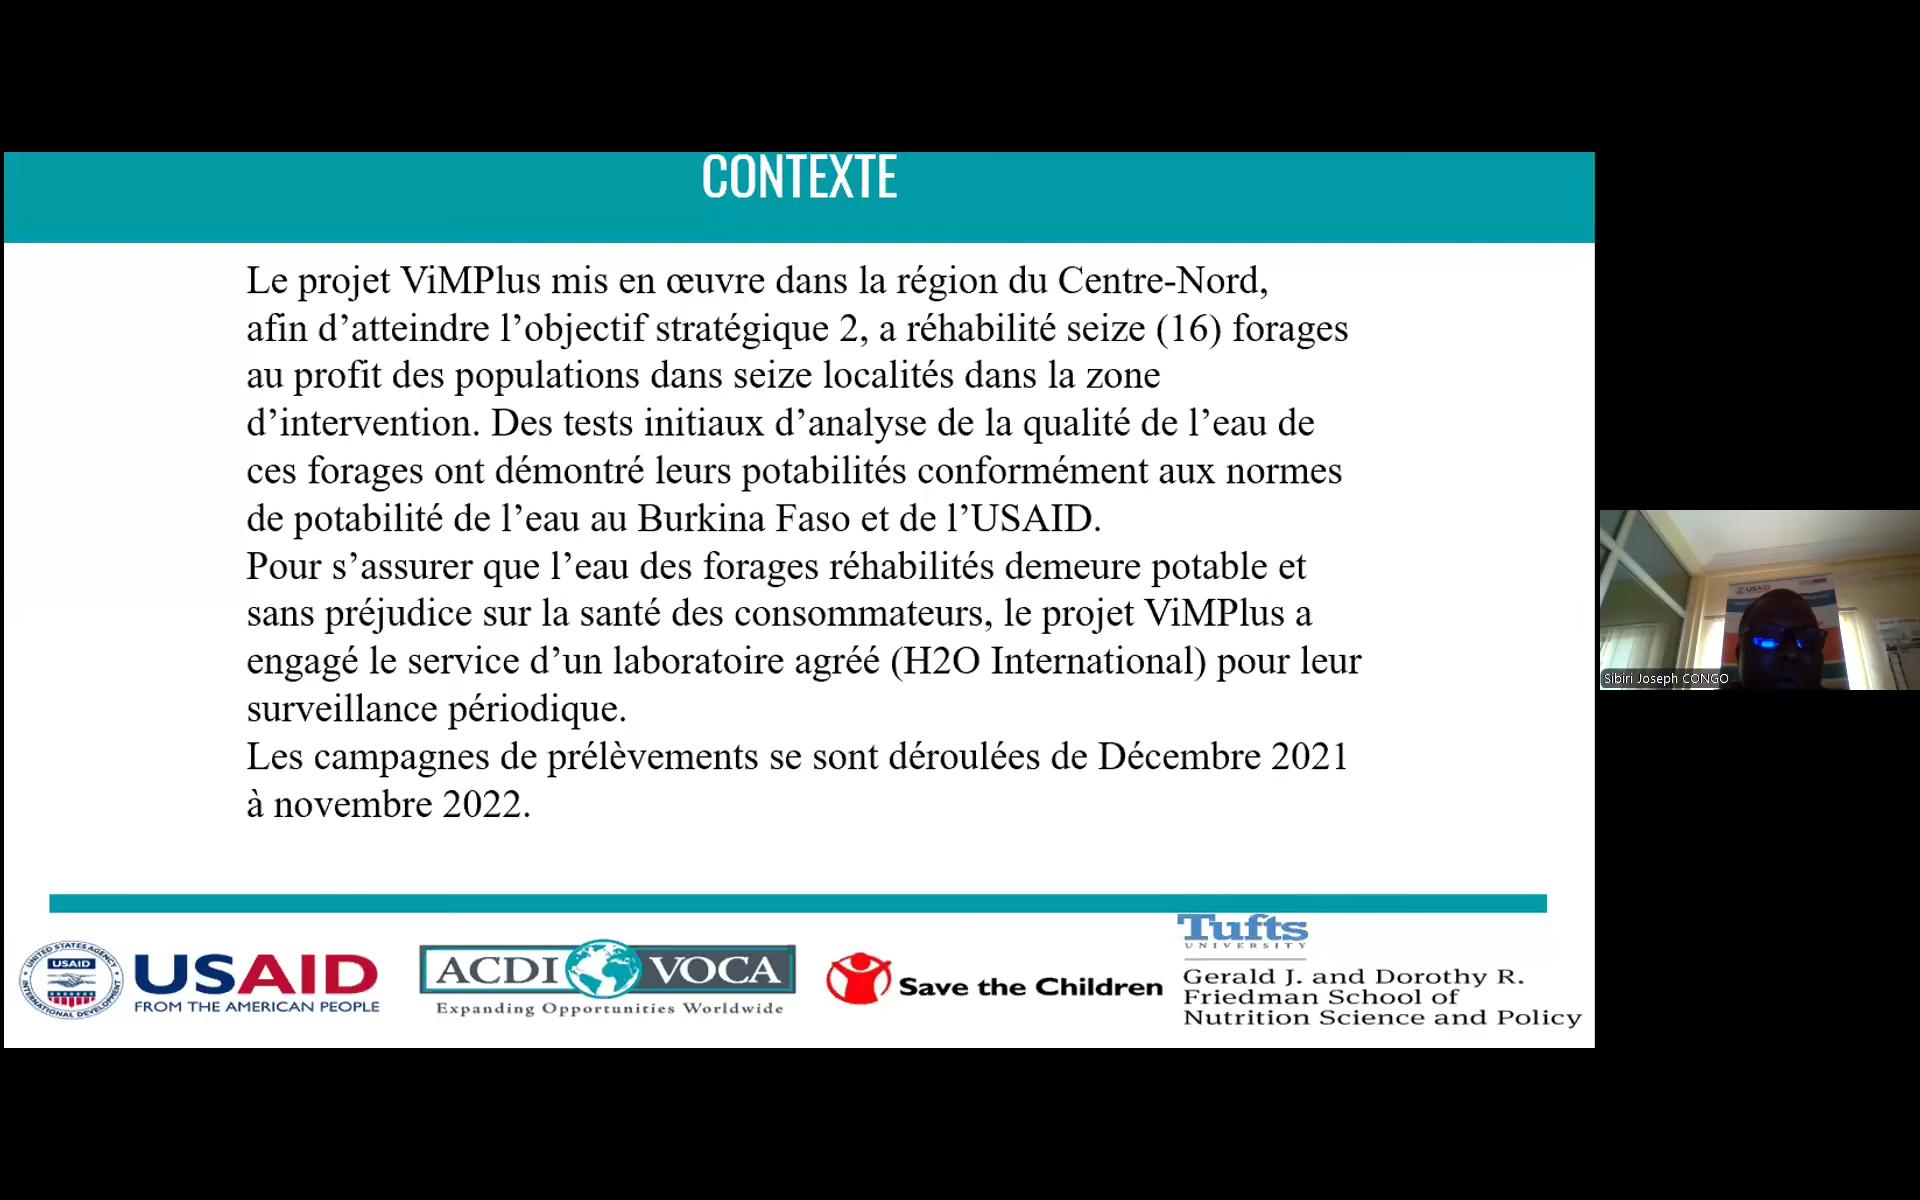 CONTEXTE
Le projet ViMPlus mis en œuvre dans la région du Centre-Nord,
afin d’atteindre l’objectif stratégique 2, a réhabilité seize (16) forages
au profit des populations dans seize localités dans la zone
d’intervention. Des tests initiaux d’analyse de la qualité de l’eau de
ces forages ont démontré leurs potabilités conformément aux normes
de potabilité de l’eau au Burkina Faso et de l’USAID.
Pour s’assurer que l’eau des forages réhabilités demeure potable et
sans préjudice sur la santé des consommateurs, le projet ViMPlus a
engagé le service d’un laboratoire agréé (H2O International) pour leur
surveillance périodique.
Les campagnes de prélèvements se sont déroulées de Décembre 2021
à novembre 2022.
USAID
Sibiri Joseph CONGO
UNITED STATES AGENCY
USAID
INTERNATIONAL DEVELOPMENT
USAID
FROM THE AMERICAN PEOPLE
ACDI VOCA
Expanding Opportunities Worldwide
Save the Children
Tufts
UNIVERSITY
Gerald J. and Dorothy R.
Friedman School of
Nutrition Science and Policy